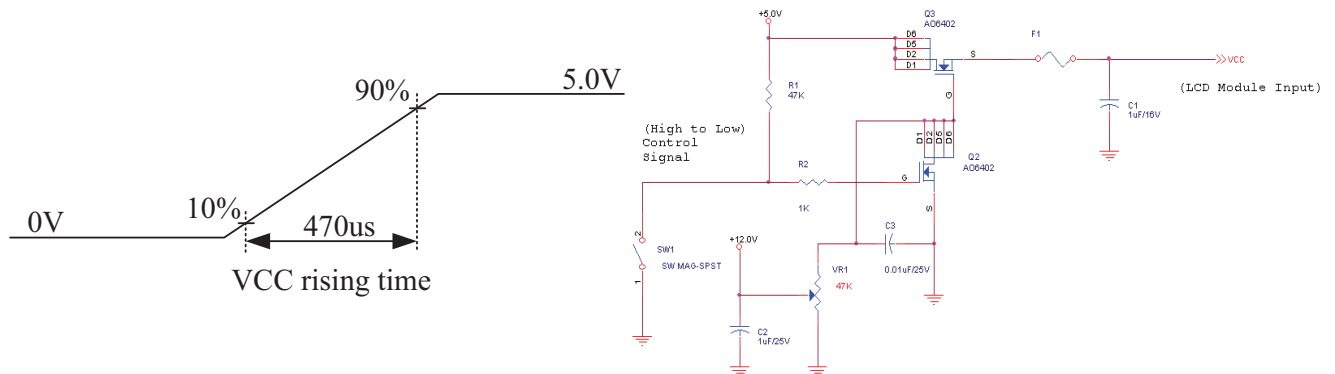 90%
5.0V
10%
0V
470us
VCC rising time
+5.0V
Q3
AO6402
D6
D5
D2
D1
S
G
F1
VCC
(LCD Module Input)
C1
1uF/16V
R1
47K
(High to Low)
Control
Signal
R2
1K
D1
D2
D5
D6
Q2
AO6402
G
S
2
SW1
SW MAG-SPST
1
+12.0V
C3
0.01uF/25V
VR1
47K
C2
1uF/25V